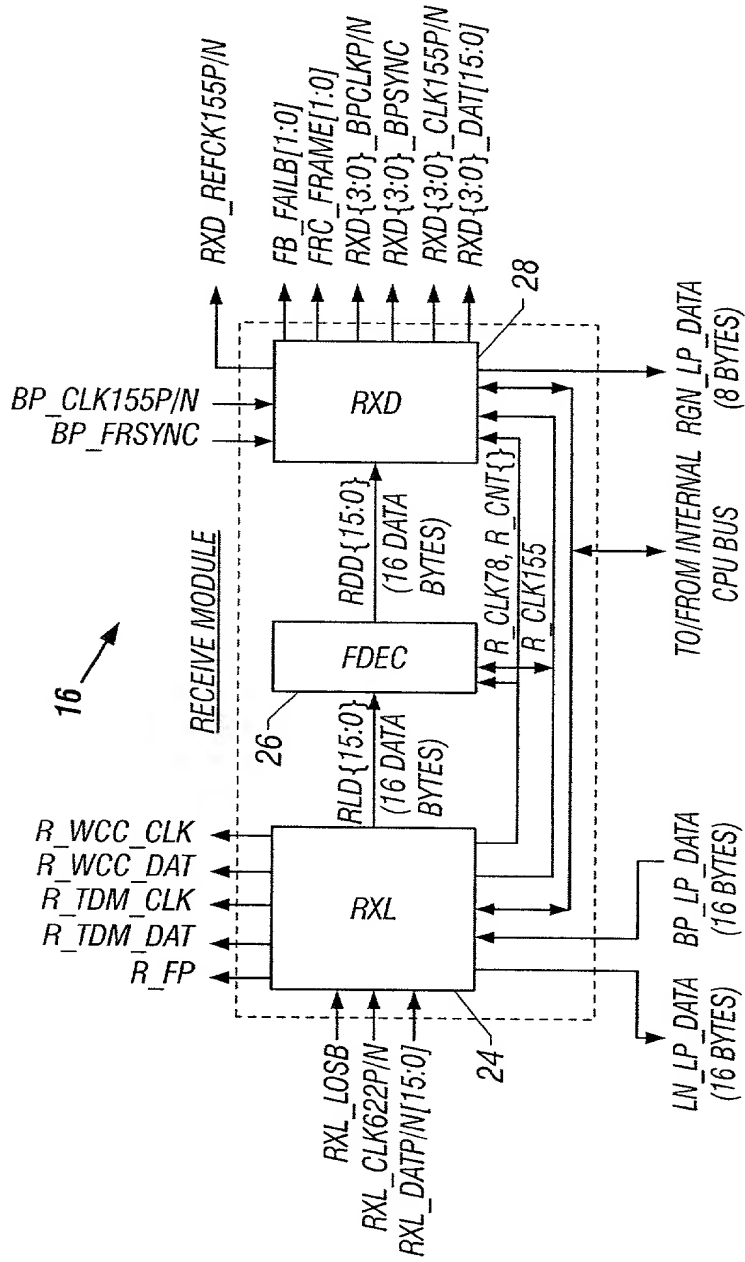 16
RECEIVE MODULE
R_WCC_CLK
R_WCC_DAT
R_TDM_CLK
R_TDM_DAT
R_FP
BP_CLK155P/N
BP_FRSYNC
RXD_REFCK155P/N
RXL_LOSB
RXL_CLK622P/N
RXL_DATP/N[15:0]
RXL
24
RLD{15:0}
(16 DATA
BYTES)
FDEC
26
RDD{15:0}
(16 DATA
BYTES)
RXD
28
FB_FAILB[1:0]
FRC_FRAME[1:0]
RXD{3:0}_BPCLKP/N
RXD{3:0}_BPSYNC
RXD{3:0}_CLK155P/N
RXD{3:0}_DAT[15:0]
R_CLK78, R_CNT{}
R_CLK155
LN_LP_DATA
(16 BYTES)
BP_LP_DATA
(16 BYTES)
TO/FROM INTERNAL
CPU BUS
RGN_LP_DATA
(8 BYTES)